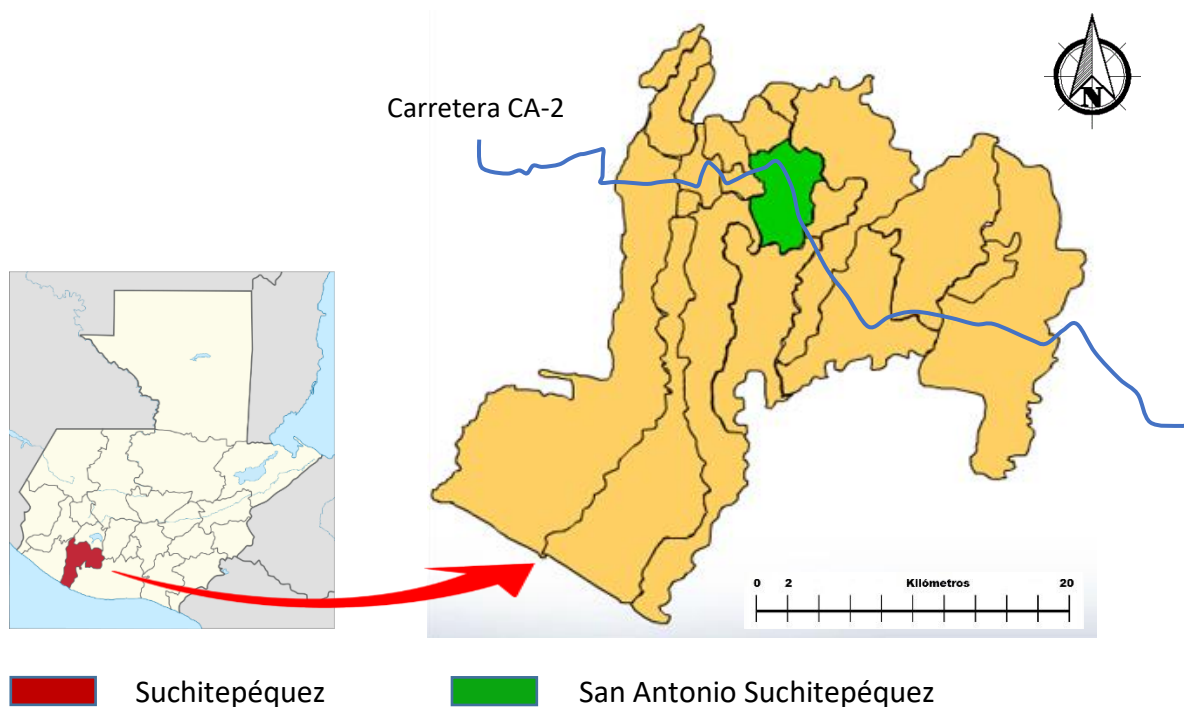 Carretera CA-2
N
0 2 Kilómetros 20
Suchitepéquez
San Antonio Suchitepéquez